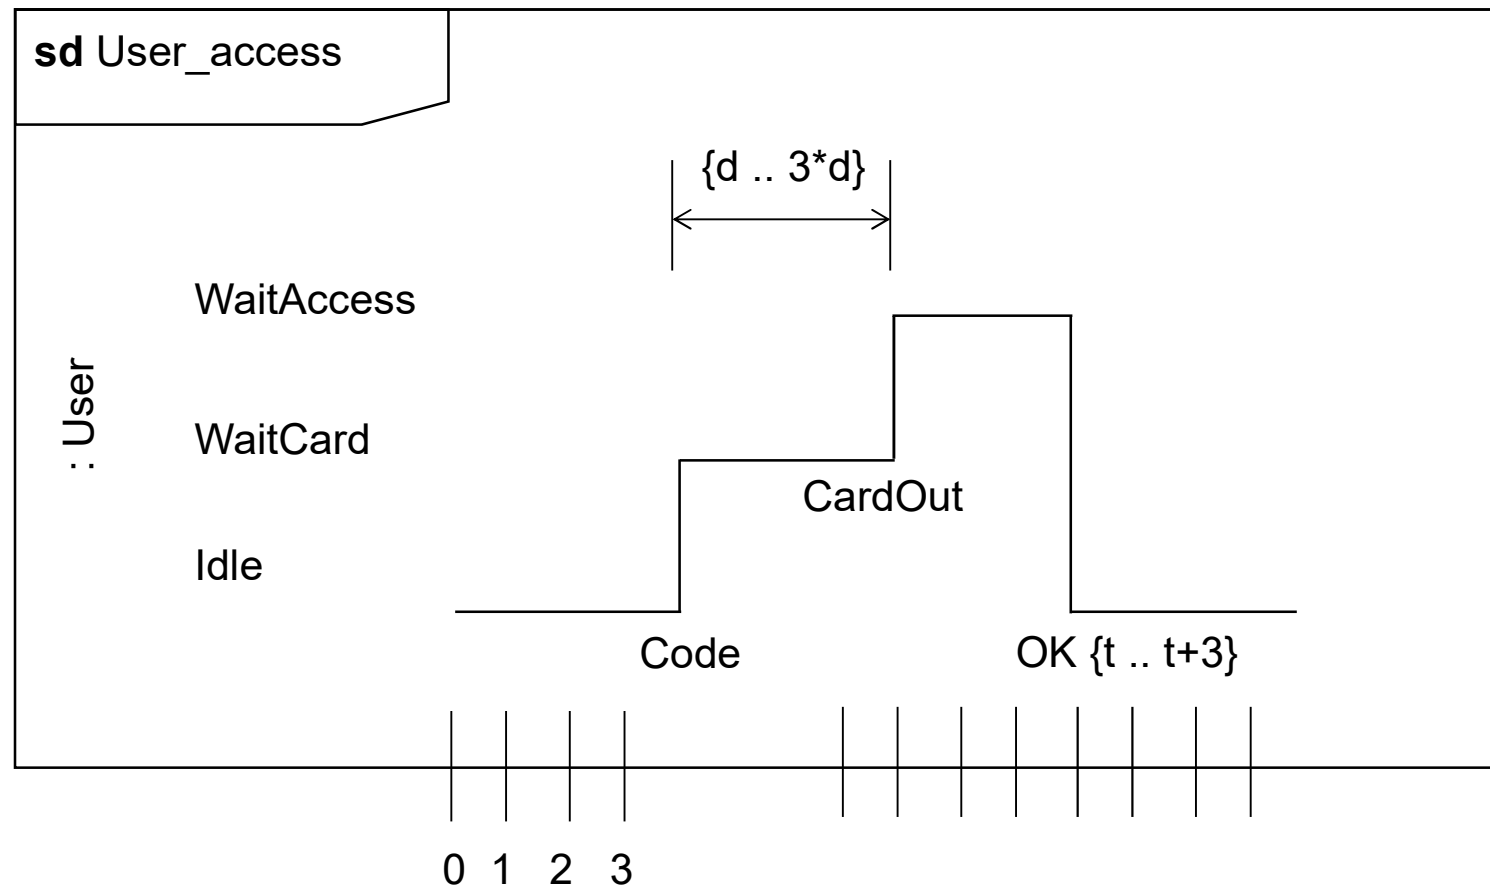 sd User_access
{d .. 3*d}
WaitAccess
: User
WaitCard
CardOut
Idle
Code
OK {t .. t+3}
0 1 2 3